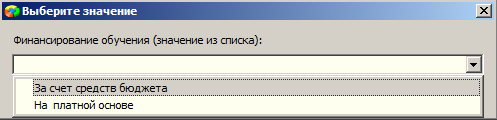 Выберите значение
Финансирование обучения (значение из списка):
За счет средств бюджета
На платной основе